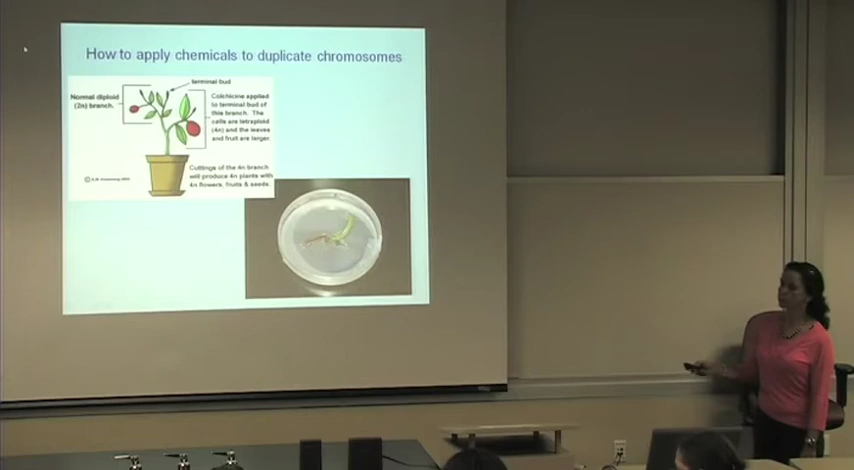 How to apply chemicals to duplicate chromosomes
terminal bud
Normal diploid
(2n) branch.
Colchicine applied
to terminal bud of
this branch. The
cells are tetraploid
(4n) and the leaves
and fruit are larger.
Cuttings of the 4n branch
will produce 4n plants with
4n flowers, fruits & seeds.